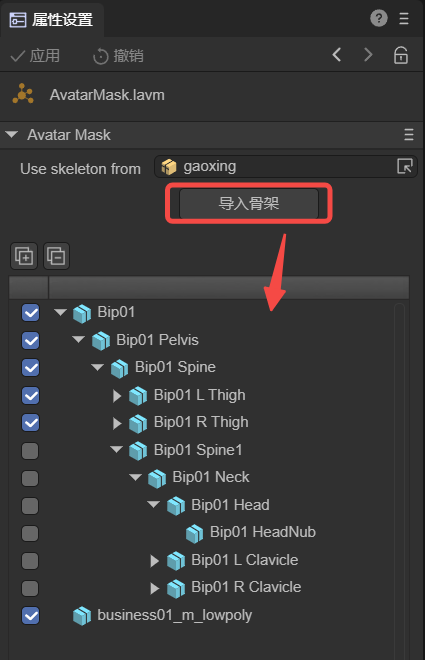 属性设置
应用 撤销
AvatarMask.lavm
Avatar Mask
Use skeleton from gaoxing
导入骨架
Bip01
Bip01 Pelvis
Bip01 Spine
Bip01 L Thigh
Bip01 R Thigh
Bip01 Spine1
Bip01 Neck
Bip01 Head
Bip01 HeadNub
Bip01 L Clavicle
Bip01 R Clavicle
business01_m_lowpoly